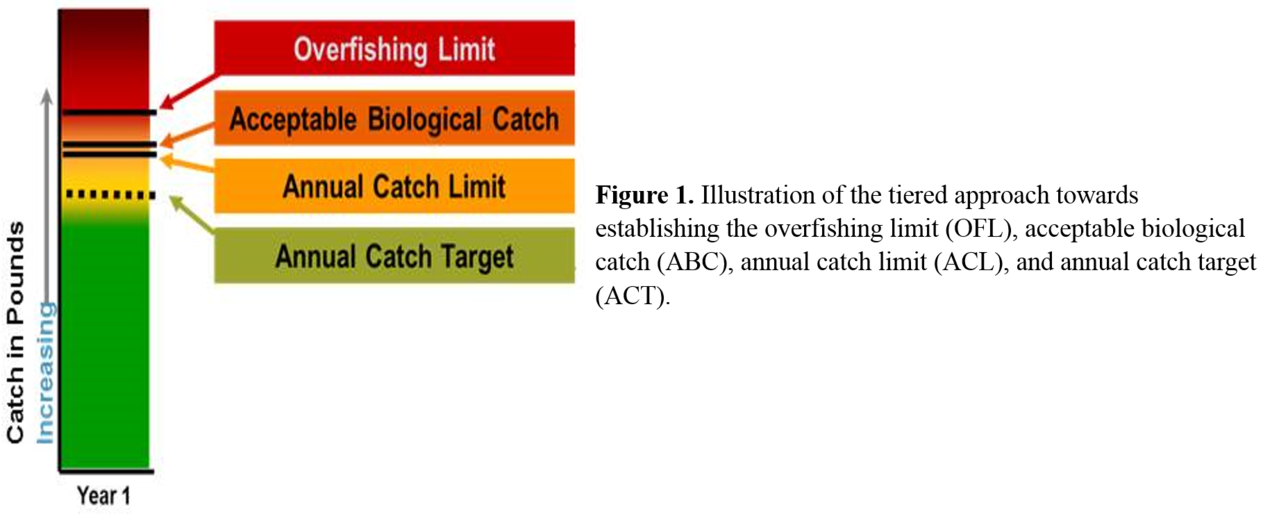 Overfishing Limit
Acceptable Biological Catch
Annual Catch Limit
Annual Catch Target
Catch in Pounds
Increasing
Year 1
Figure 1. Illustration of the tiered approach towards
establishing the overfishing limit (OFL), acceptable biological
catch (ABC), annual catch limit (ACL), and annual catch target
(ACT).